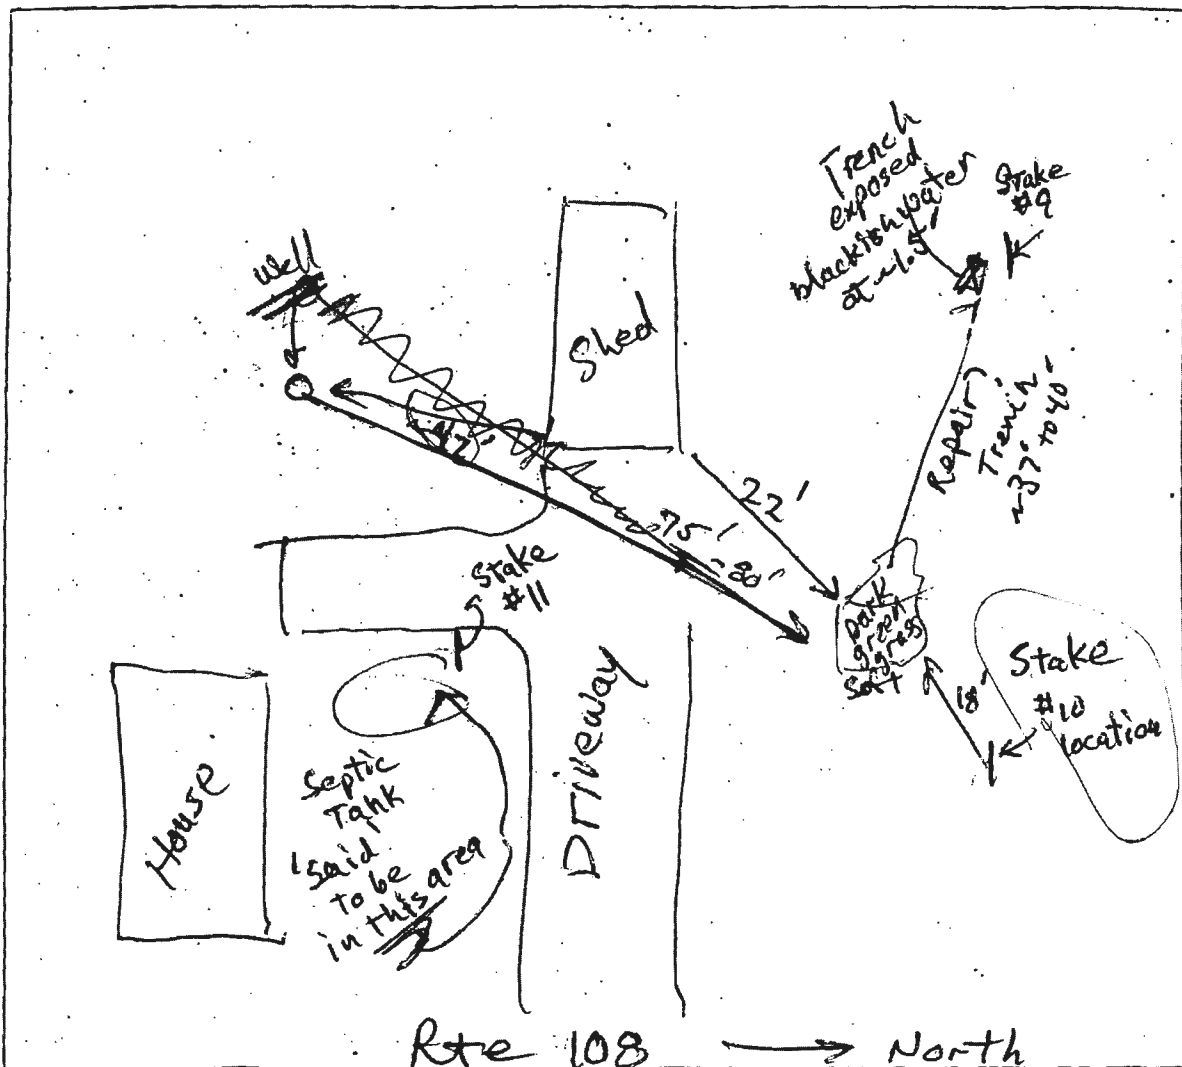 Trench
exposed
blackish water
at ~1.5'
Stake
#9
Well
Shed
47'
22'
Repair
Trench
~37' to 40'
75'
~80'
Stake
#11
Dark
green
grass
Soft
18'
Stake
#10
location
House
Septic
Tank
'said'
to be
in this area
Driveway
Rte 108 → North